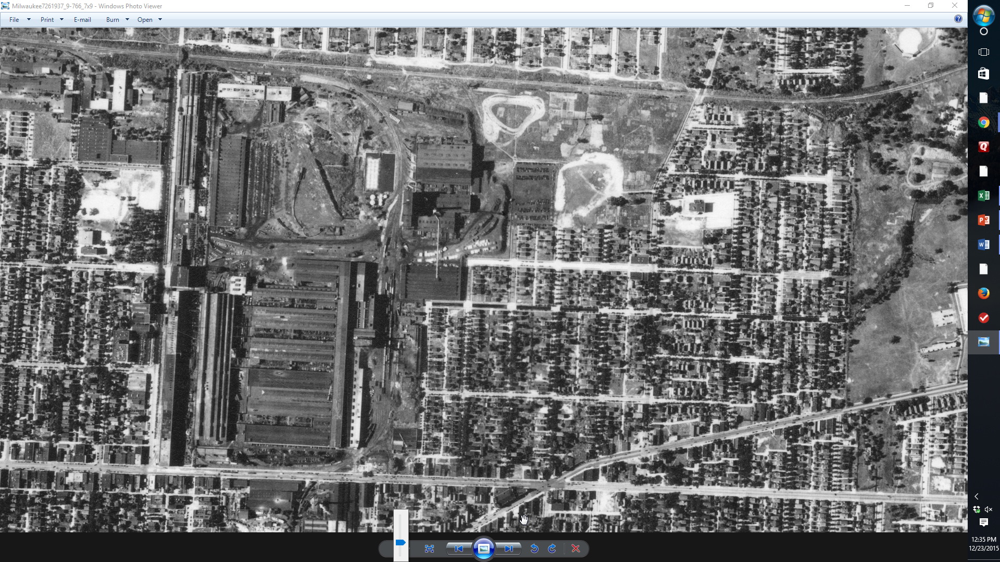 Milwaukee7261937_9-766_7x9 - Windows Photo Viewer
File Print E-mail Burn Open
12:35 PM
12/23/2015